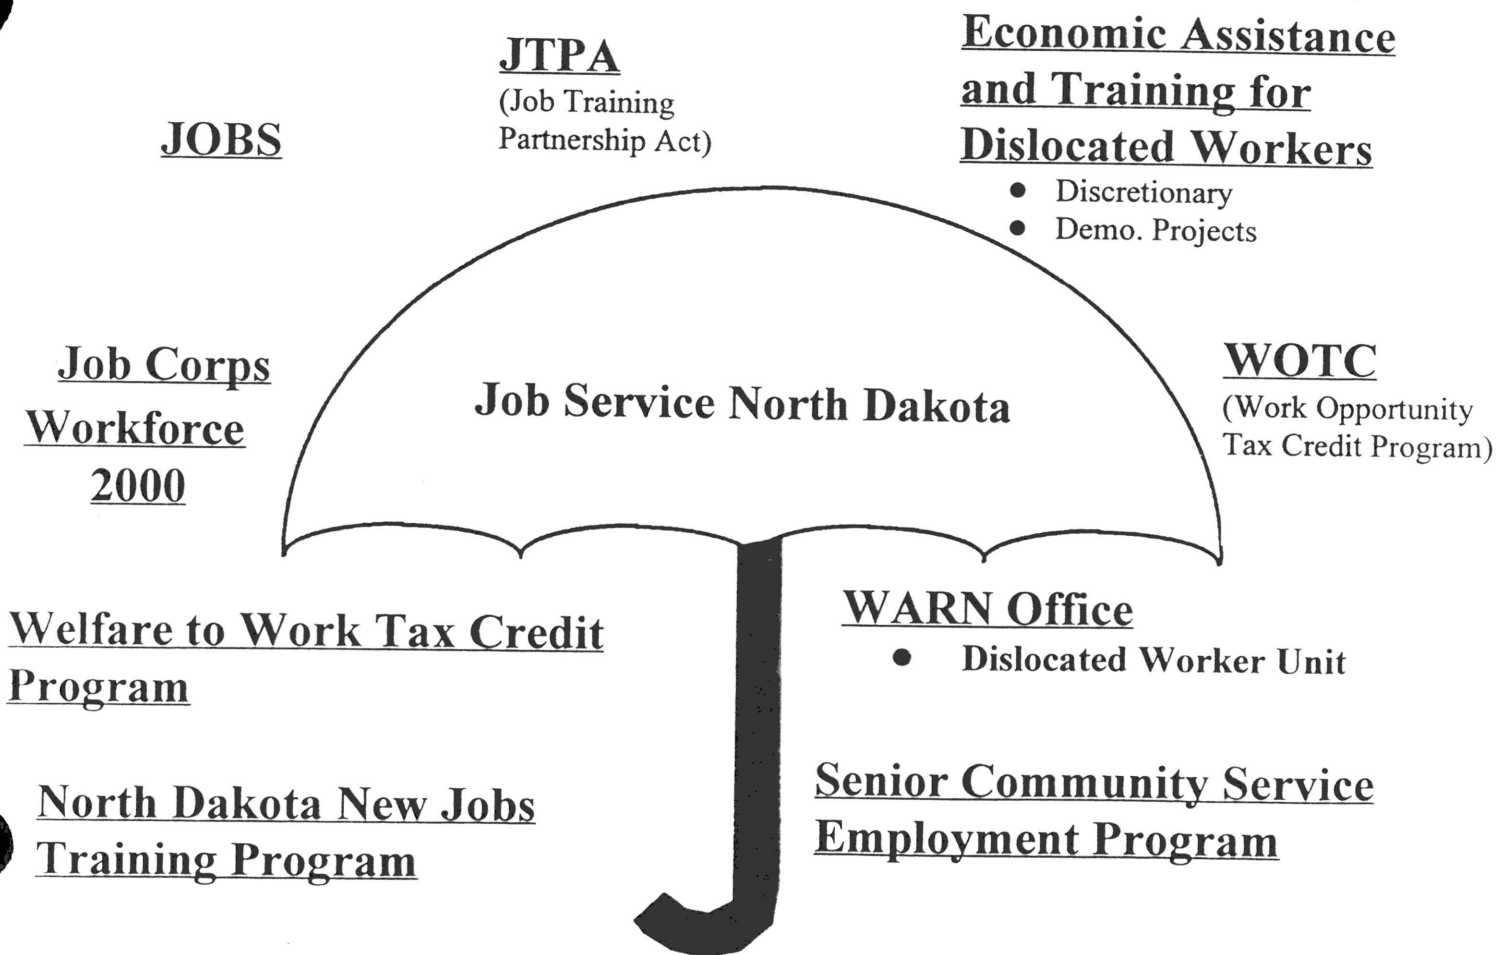 JOBS
JTPA
(Job Training
Partnership Act)
Economic Assistance
and Training for
Dislocated Workers
● Discretionary
● Demo. Projects
Job Corps
Workforce
2000
Job Service North Dakota
WOTC
(Work Opportunity
Tax Credit Program)
Welfare to Work Tax Credit
Program
WARN Office
● Dislocated Worker Unit
North Dakota New Jobs
Training Program
Senior Community Service
Employment Program